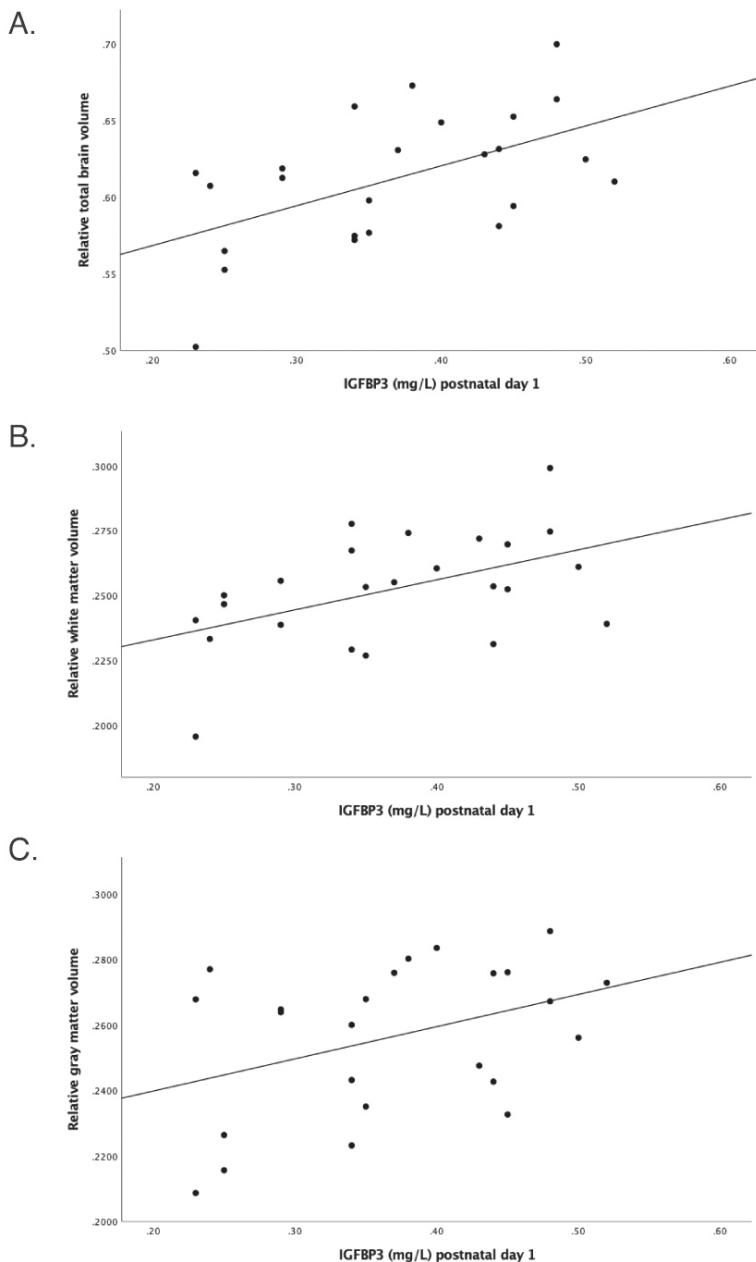 A.
Relative total brain volume
.70
.65
.60
.55
.50
.20 .30 .40 .50 .60
IGFBP3 (mg/L) postnatal day 1
B.
Relative white matter volume
.3000
.2750
.2500
.2250
.2000
.20 .30 .40 .50 .60
IGFBP3 (mg/L) postnatal day 1
C.
Relative gray matter volume
.3000
.2800
.2600
.2400
.2200
.2000
.20 .30 .40 .50 .60
IGFBP3 (mg/L) postnatal day 1